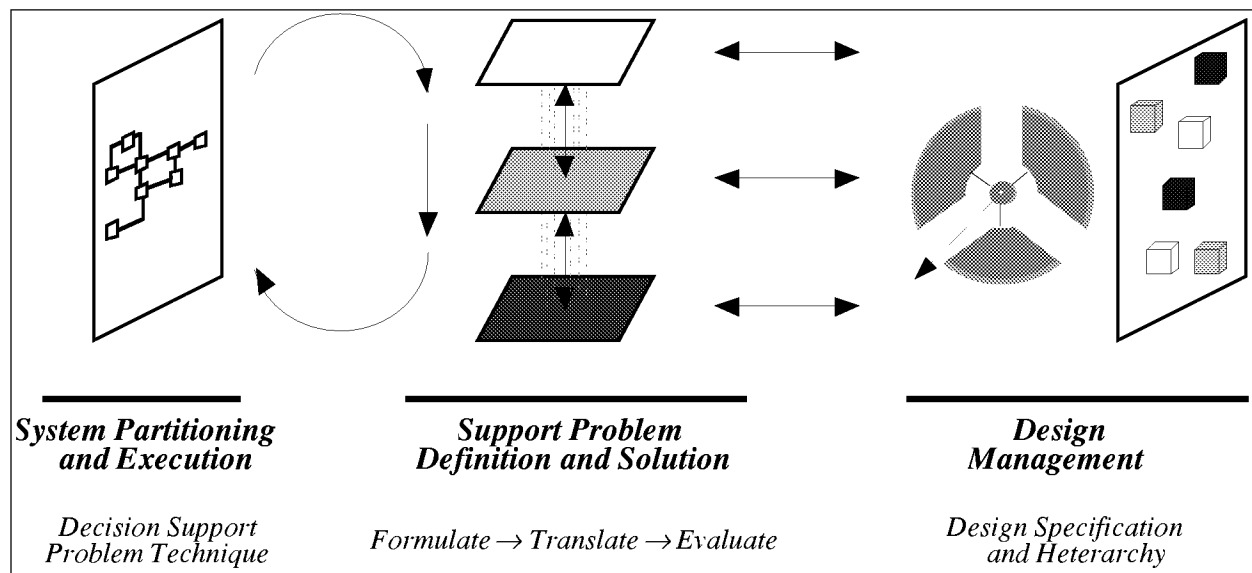 System Partitioning
and Execution
Decision Support
Problem Technique
Support Problem
Definition and Solution
Formulate → Translate → Evaluate
Design
Management
Design Specification
and Heterarchy